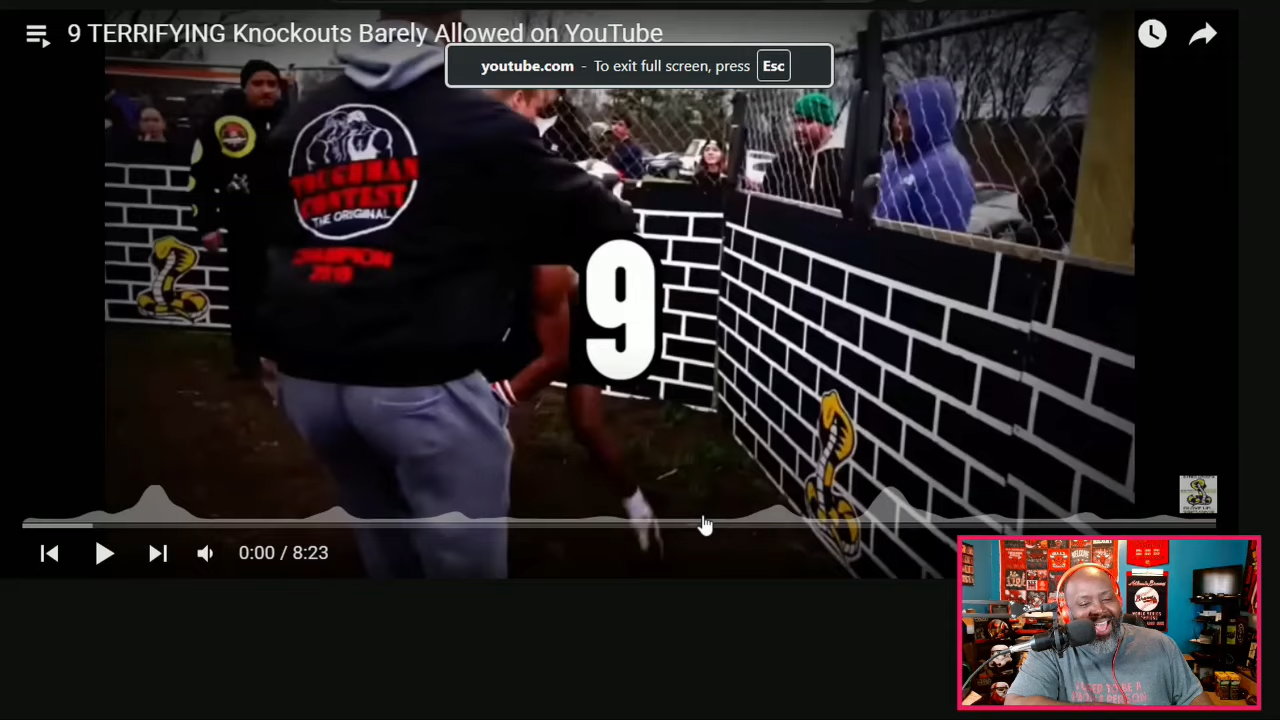 9 TERRIFYING Knockouts Barely Allowed on YouTube
youtube.com - To exit full screen, press Esc
TOUGHMAN
CONTEST
THE ORIGINAL
CHAMPION
9
0:00 / 8:23